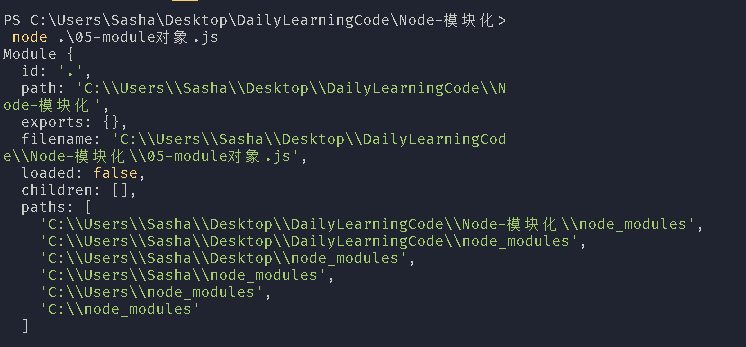 PS C:\Users\Sasha\Desktop\DailyLearningCode\Node-模块化>
node .\05-module对象.js
Module {
id: '.',
path: 'C:\\Users\\Sasha\\Desktop\\DailyLearningCode\\N
ode-模块化',
exports: {},
filename: 'C:\\Users\\Sasha\\Desktop\\DailyLearningCod
e\\Node-模块化\\05-module对象.js',
loaded: false,
children: [],
paths: [
'C:\\Users\\Sasha\\Desktop\\DailyLearningCode\\Node-模块化\\node_modules',
'C:\\Users\\Sasha\\Desktop\\DailyLearningCode\\node_modules',
'C:\\Users\\Sasha\\Desktop\\node_modules',
'C:\\Users\\Sasha\\node_modules',
'C:\\Users\\node_modules',
'C:\\node_modules'
]